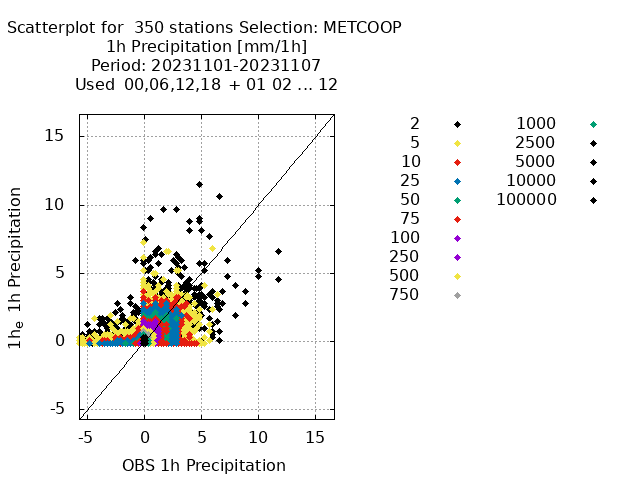 Scatterplot for 350 stations Selection: METCOOP
1h Precipitation [mm/1h]
Period: 20231101-20231107
Used 00,06,12,18 + 01 02 ... 12
15
10
5
0
-5
-5 0 5 10 15
1hₑ 1h Precipitation
OBS 1h Precipitation
2
5
10
25
50
75
100
250
500
750
1000
2500
5000
10000
100000